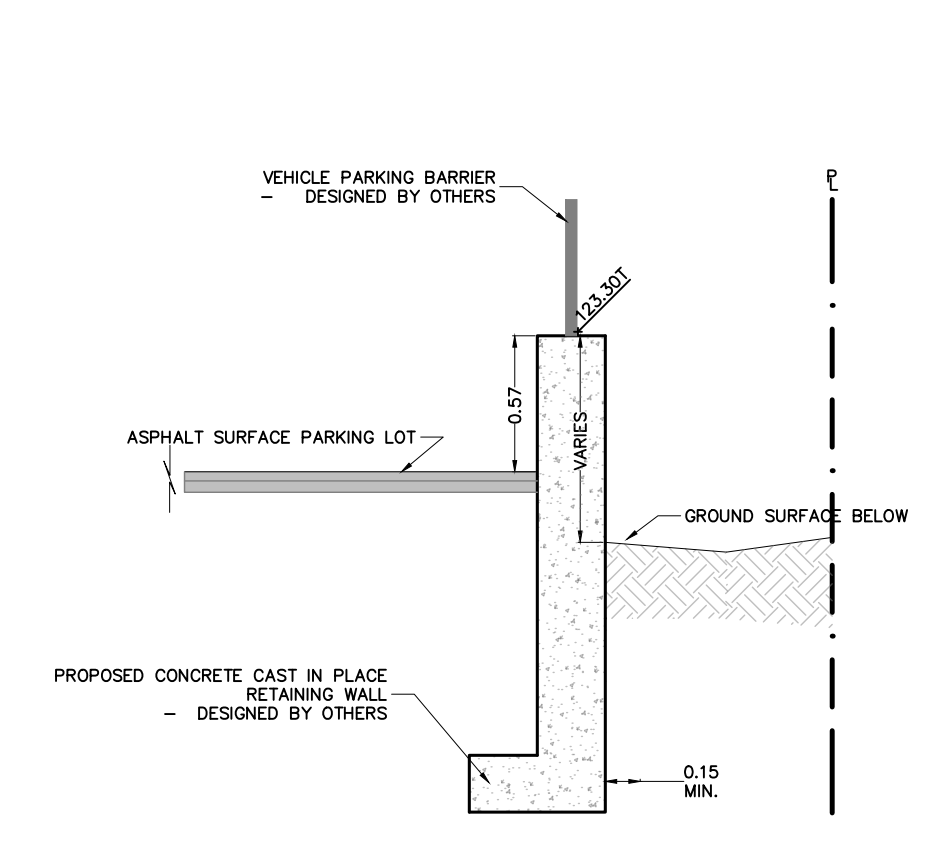 VEHICLE PARKING BARRIER
– DESIGNED BY OTHERS
PL
123.30T
0.57
VARIES
ASPHALT SURFACE PARKING LOT
GROUND SURFACE BELOW
PROPOSED CONCRETE CAST IN PLACE
RETAINING WALL
– DESIGNED BY OTHERS
0.15
MIN.